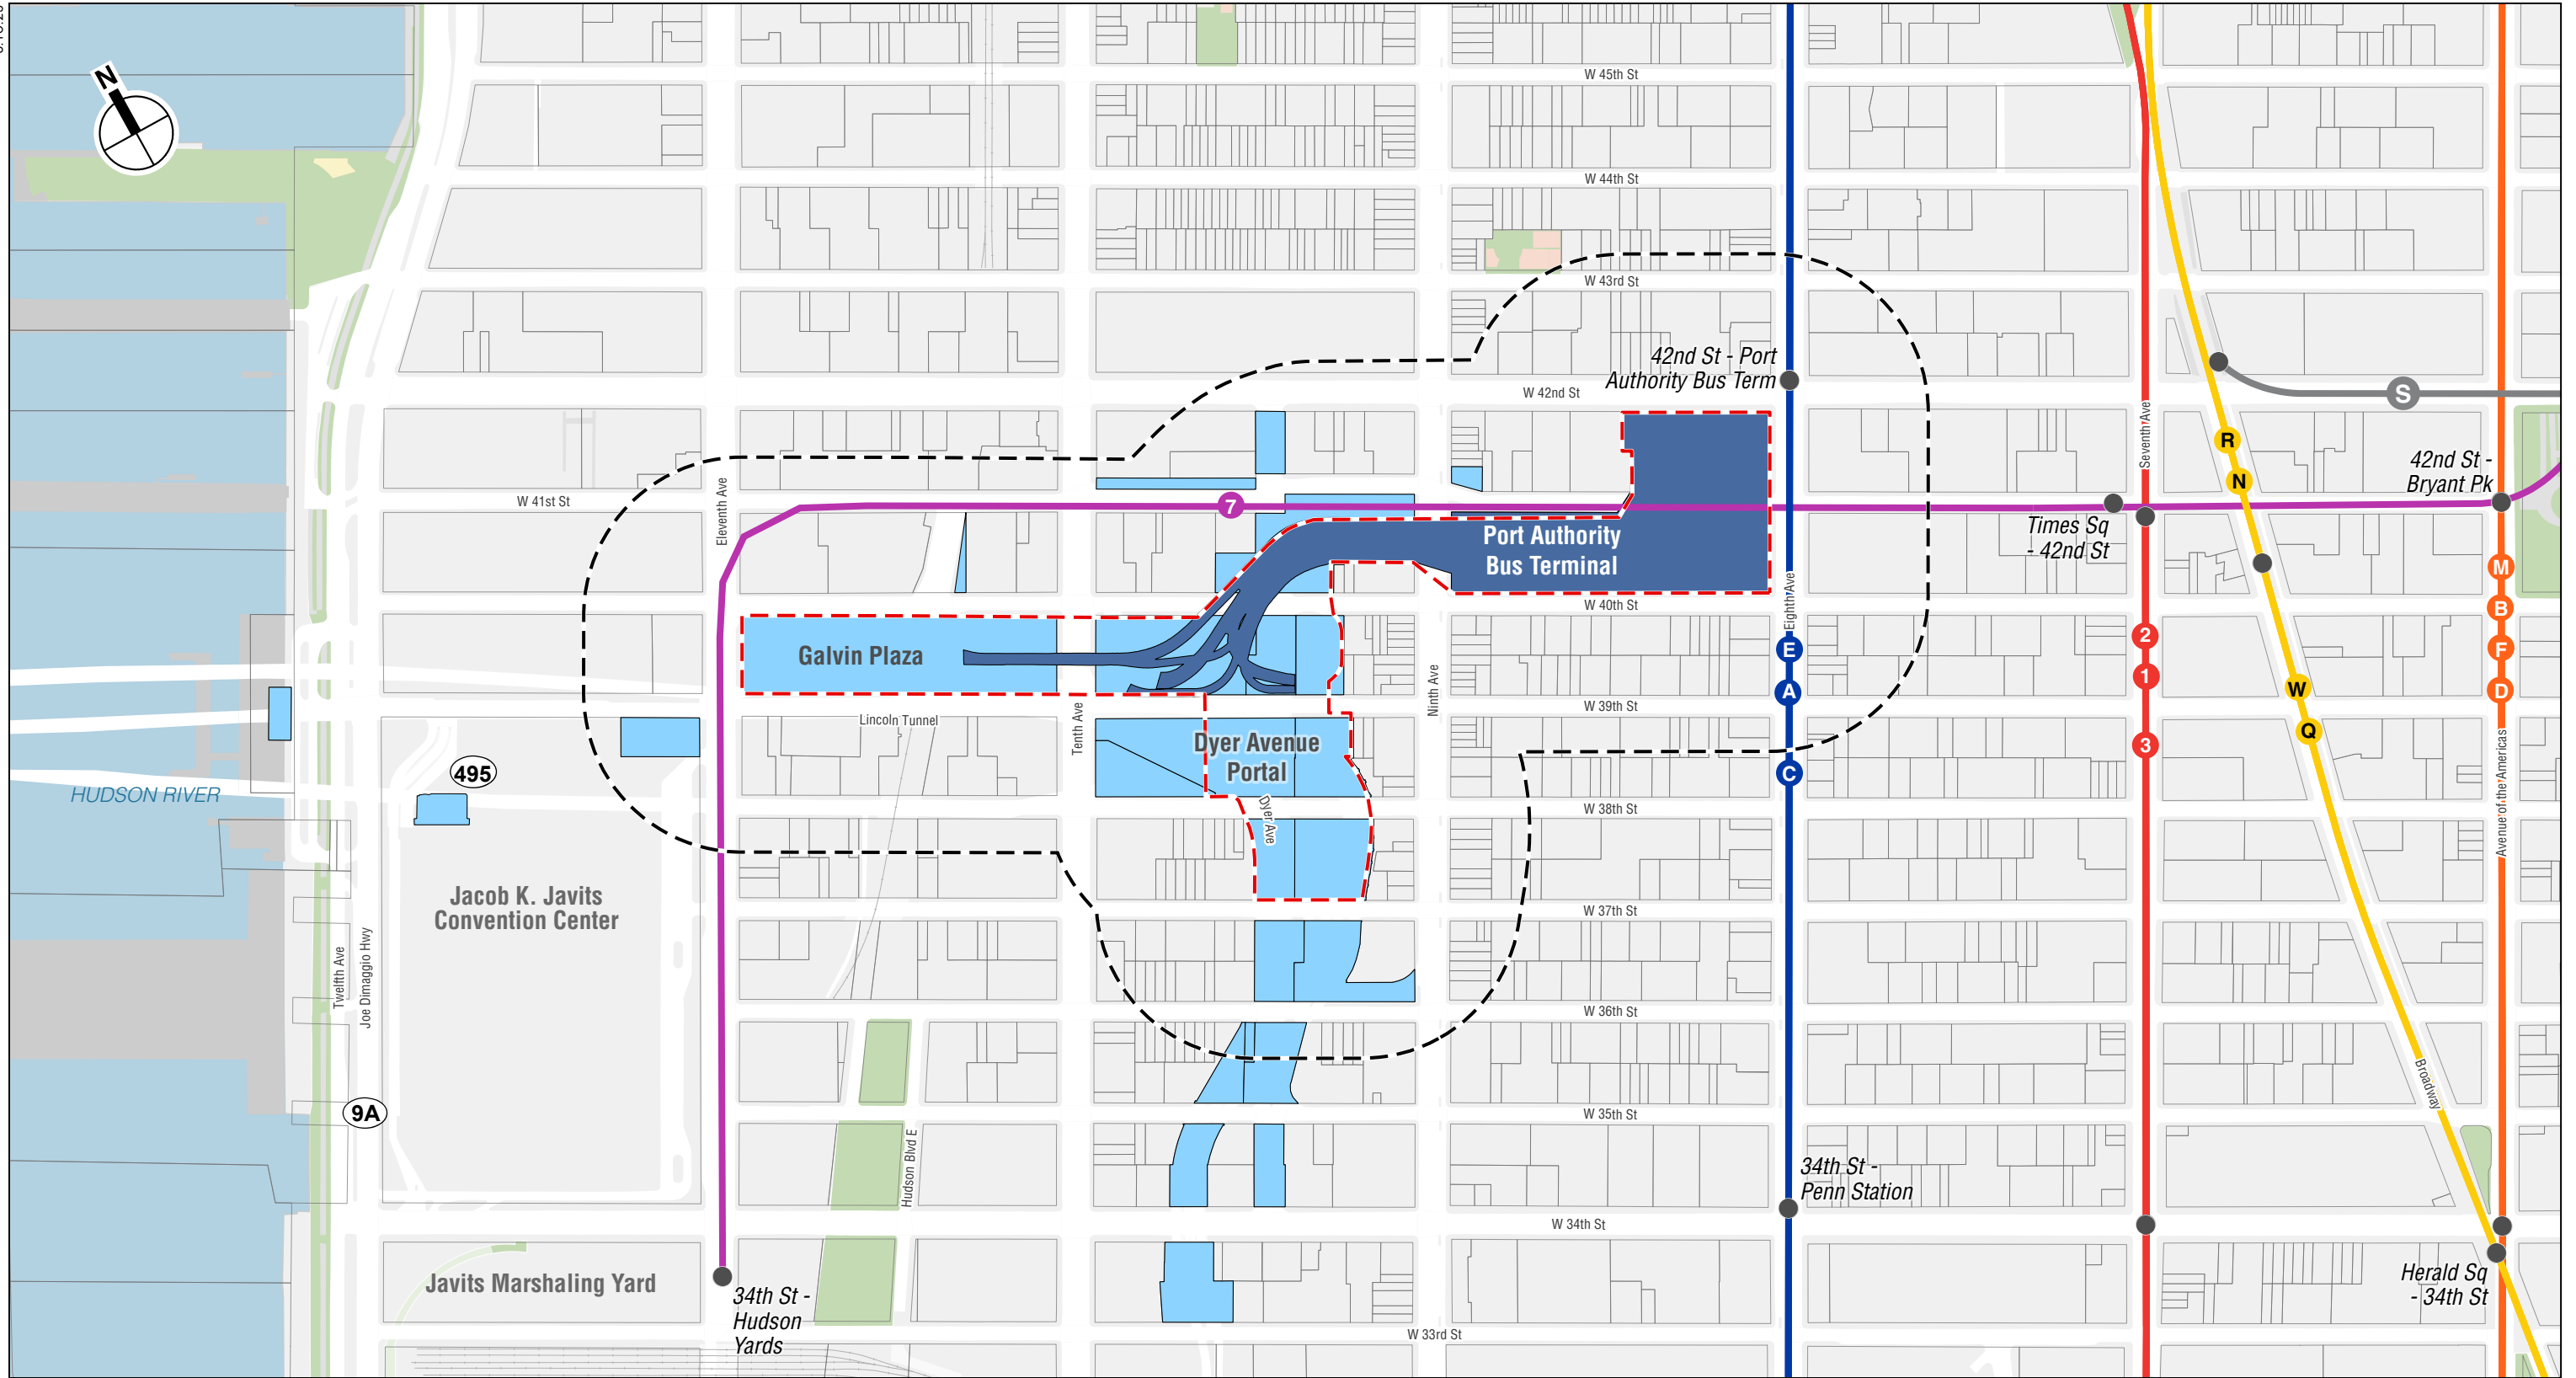 N
W 45th St
W 44th St
W 43rd St
42nd St - Port
Authority Bus Term
W 42nd St
S
Seventh Ave
R
N
42nd St -
Bryant Pk
W 41st St
Eleventh Ave
7
Times Sq
- 42nd St
Port Authority
Bus Terminal
Eighth Ave
W 40th St
M
B
F
D
2
1
3
E
A
C
Galvin Plaza
Ninth Ave
W
Q
W 39th St
Lincoln Tunnel
Tenth Ave
Dyer Avenue
Portal
Dyer Ave
495
HUDSON RIVER
W 38th St
Avenue of the Americas
Jacob K. Javits
Convention Center
W 37th St
Twelfth Ave
Joe Dimaggio Hwy
W 36th St
Broadway
9A
W 35th St
Hudson Blvd E
34th St -
Penn Station
W 34th St
Javits Marshaling Yard
34th St -
Hudson
Yards
Herald Sq
- 34th St
W 33rd St